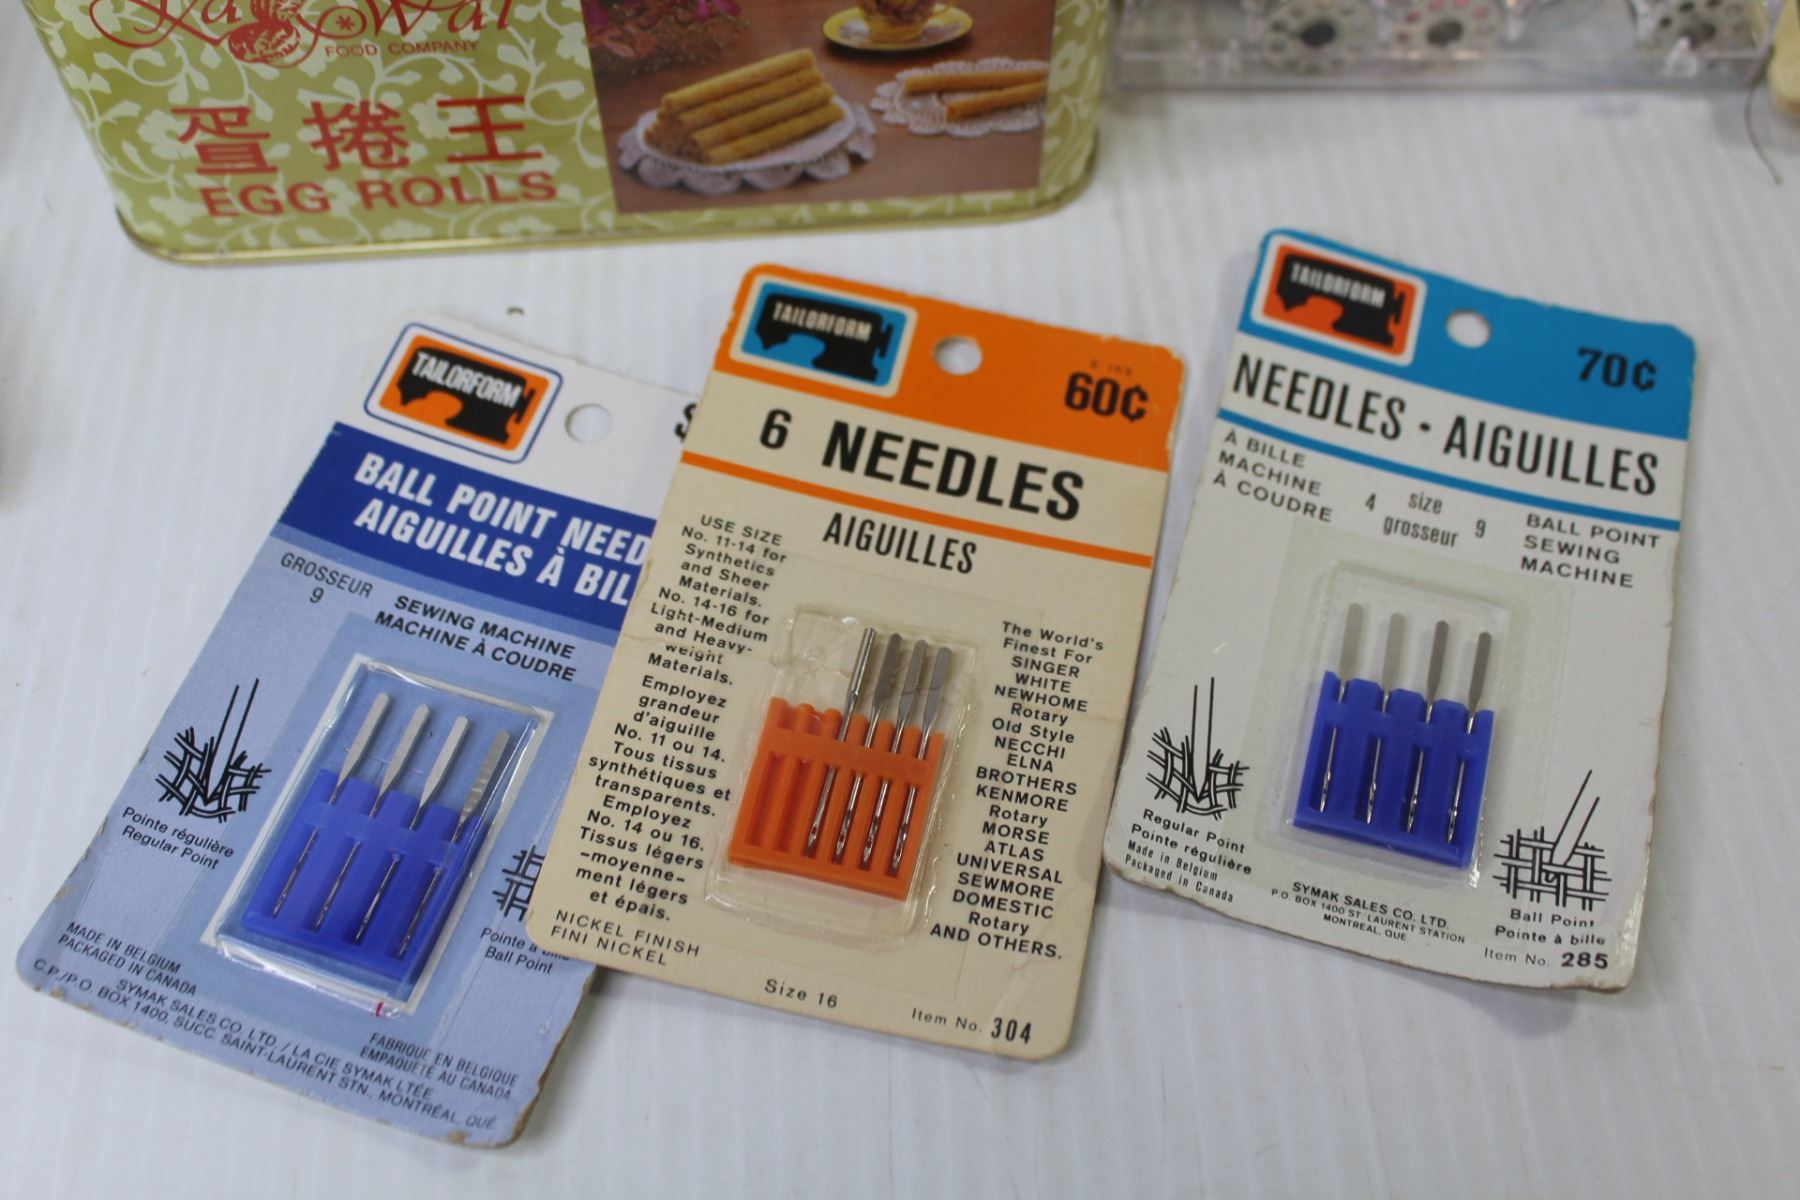 FOOD COMPANY
蛋捲王
EGG ROLLS
TAILORFORM
BALL POINT
AIGUILLES À
GROSSEUR
9
SEWING MACHINE
MACHINE À COUDRE
Pointe régulière
Regular Point
Pointe à
Ball Point
MADE IN BELGIUM
PACKAGED IN CANADA
SYMAK SALES CO. LTD. / LA CIE SYMAK LTÉE
C.P./P.O. BOX 1400, SUCC. SAINT-LAURENT STN., MONTRÉAL, QUÉ.
FABRIQUÉ EN BELGIQUE
EMPAQUETÉ AU CANADA
TAILORFORM
60¢
6 NEEDLES
AIGUILLES
USE SIZE
No. 11-14 for
Synthetics
and Sheer
Materials.
No. 14-16 for
Light-Medium
and Heavy-
weight
Materials.
Employez
grandeur
d'aiguille
No. 11 ou 14.
Tous tissus
synthétiques et
transparents.
Employez
No. 14 ou 16.
Tissus légers
-moyenne-
ment légers
et épais.
NICKEL FINISH
FINI NICKEL
The World's
Finest For
SINGER
WHITE
NEWHOME
Rotary
Old Style
NECCHI
ELNA
BROTHERS
KENMORE
Rotary
MORSE
ATLAS
UNIVERSAL
SEWMORE
DOMESTIC
Rotary
AND OTHERS.
Size 16
Item No. 304
TAILORFORM
70¢
NEEDLES • AIGUILLES
À BILLE
MACHINE
À COUDRE
4 size 9
grosseur
BALL POINT
SEWING
MACHINE
Regular Point
Pointe régulière
Made in Belgium
Packaged in Canada
SYMAK SALES CO. LTD.
P.O. BOX 1400 ST. LAURENT STATION
MONTREAL, QUE.
Ball Point
Pointe à bille
Item No. 285